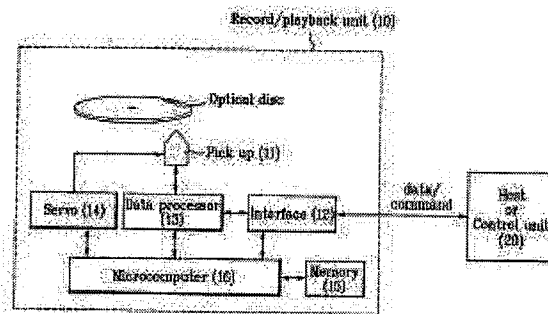 Record/playback unit (10)
Optical disc
Pick up (11)
Servo (14)
Data processor
(13)
Interface (12)
data/
command
Host
or
Control unit
(20)
Microcomputer (16)
Memory
(15)